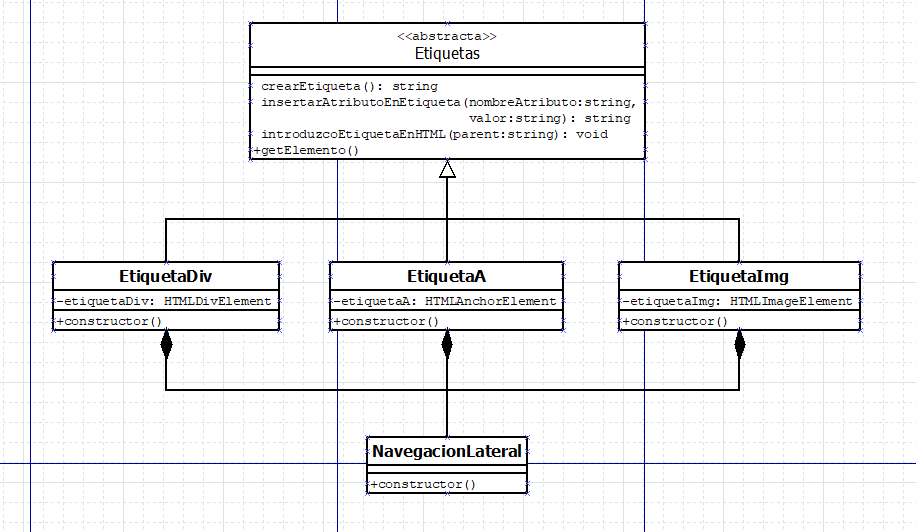 <<abstracta>>
Etiquetas
crearEtiqueta(): string
insertarAtributoEnEtiqueta(nombreAtributo:string,
valor:string): string
introduzcoEtiquetaEnHTML(parent:string): void
+getElemento()
EtiquetaDiv
-etiquetaDiv: HTMLDivElement
+constructor()
EtiquetaA
-etiquetaA: HTMLAnchorElement
+constructor()
EtiquetaImg
-etiquetaImg: HTMLImageElement
+constructor()
NavegacionLateral
+constructor()